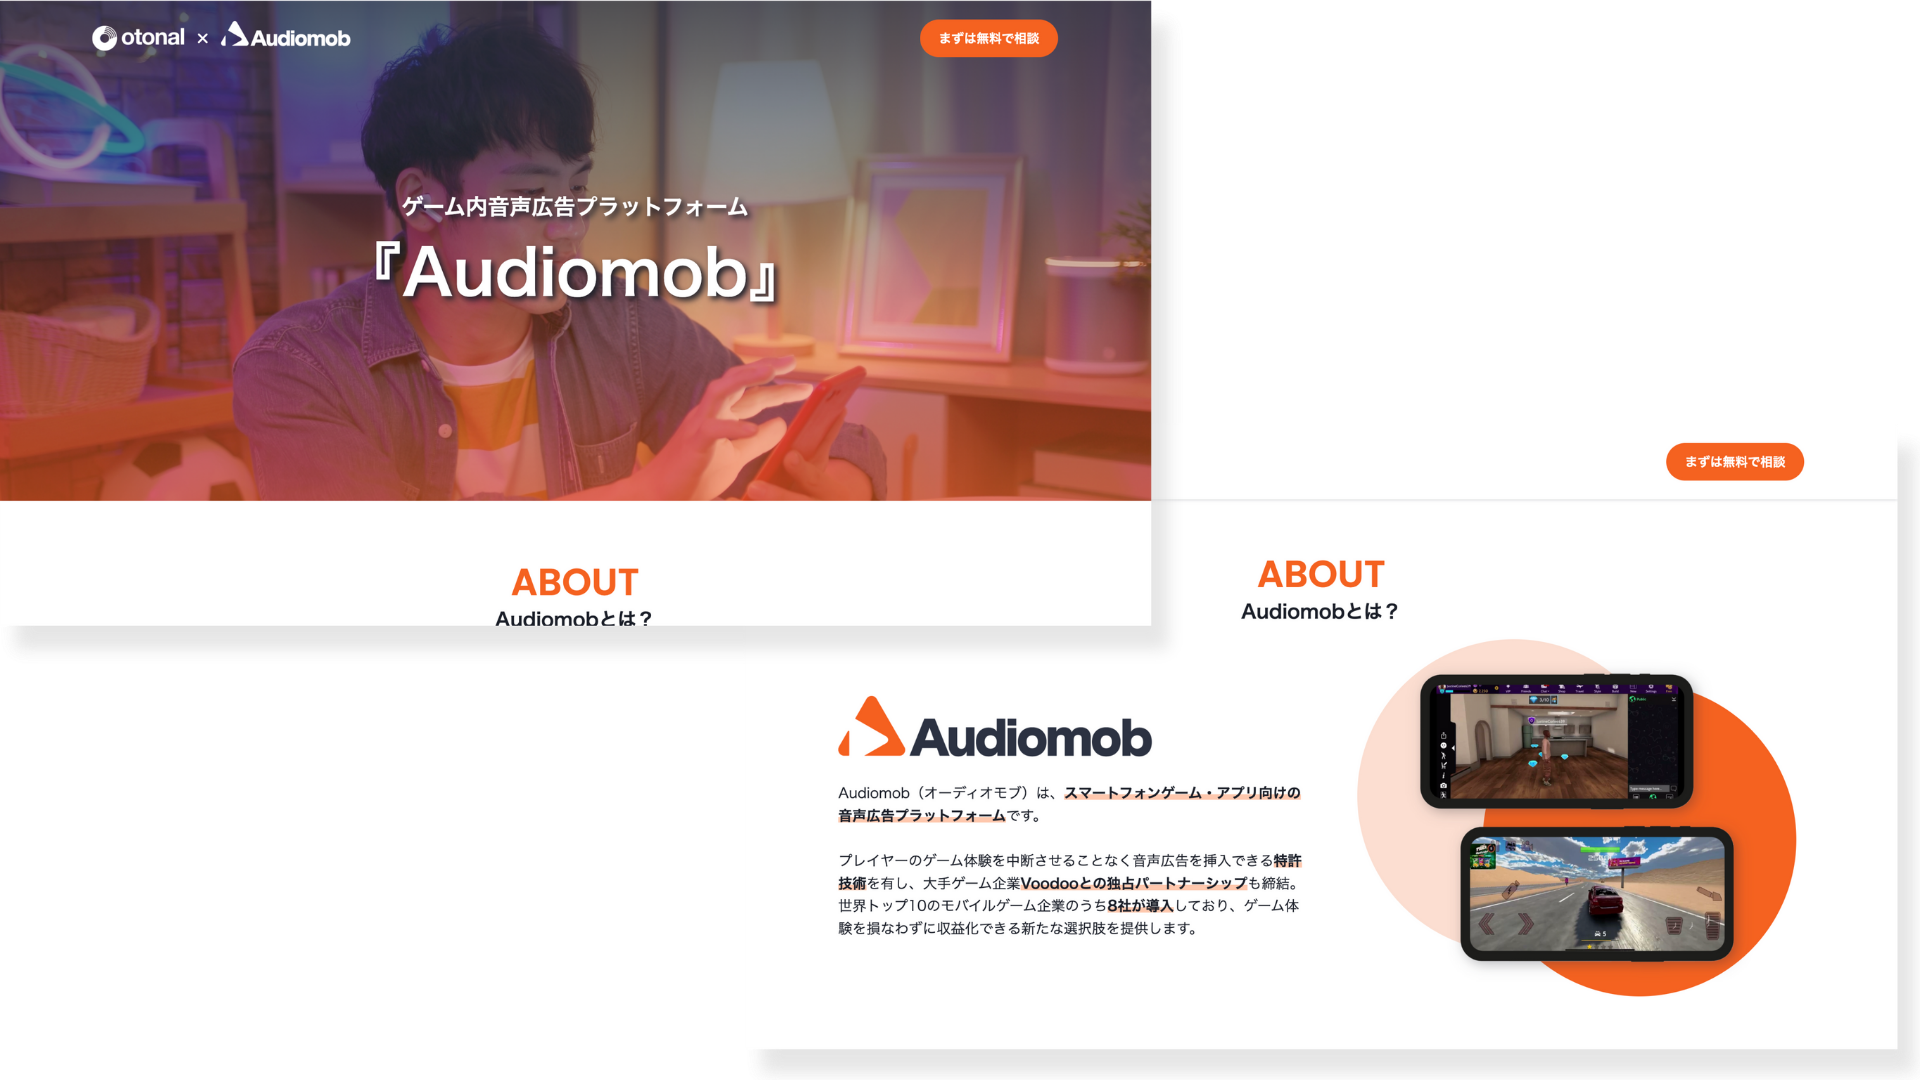 otonal × Audiomob
まずは無料で相談
ゲーム内音声広告プラットフォーム
『Audiomob』
ABOUT
Audiomobとは？
まずは無料で相談
ABOUT
Audiomobとは？
Audiomob
Audiomob（オーディオモブ）は、スマートフォンゲーム・アプリ向けの
音声広告プラットフォームです。
プレイヤーのゲーム体験を中断させることなく音声広告を挿入できる特許
技術を有し、大手ゲーム企業Voodooとの独占パートナーシップも締結。
世界トップ10のモバイルゲーム企業のうち8社が導入しており、ゲーム体
験を損なわずに収益化できる新たな選択肢を提供します。